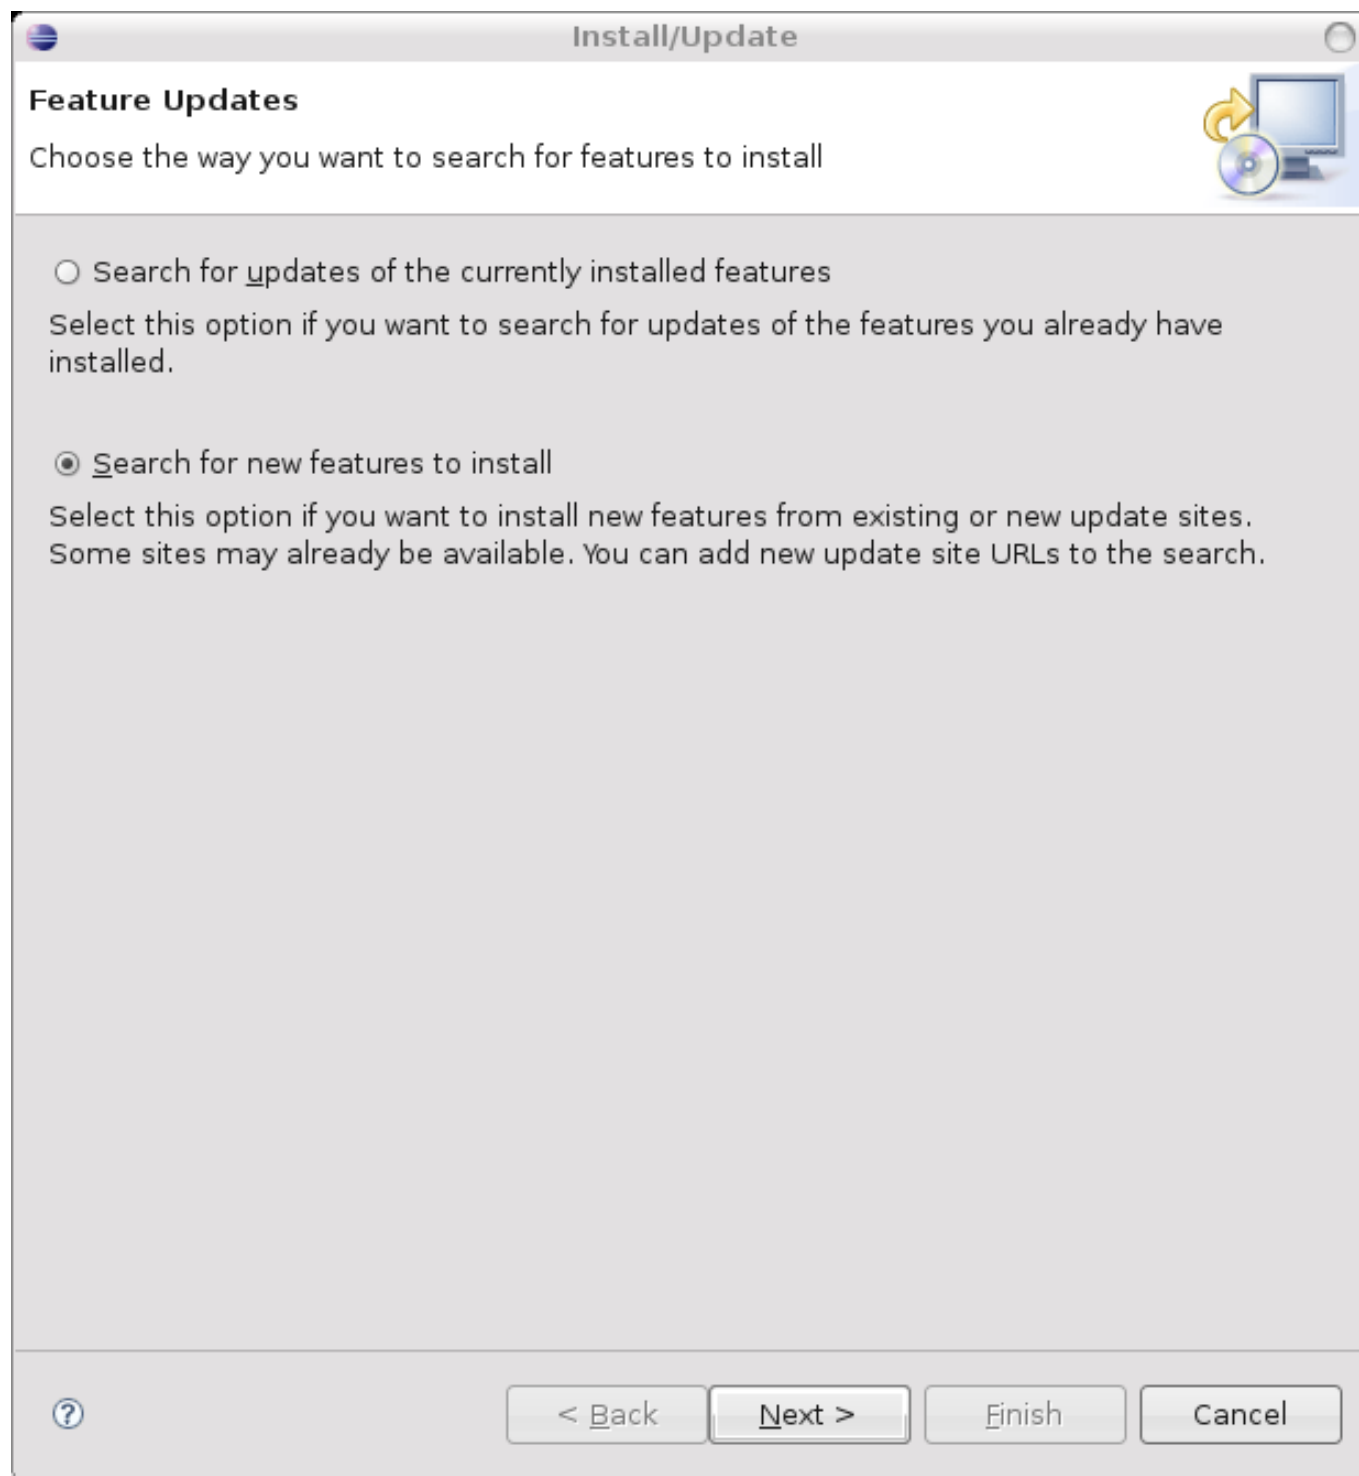 Install/Update
Feature Updates
Choose the way you want to search for features to install
Search for updates of the currently installed features
Select this option if you want to search for updates of the features you already have
installed.
Search for new features to install
Select this option if you want to install new features from existing or new update sites.
Some sites may already be available. You can add new update site URLs to the search.
? < Back Next > Finish Cancel